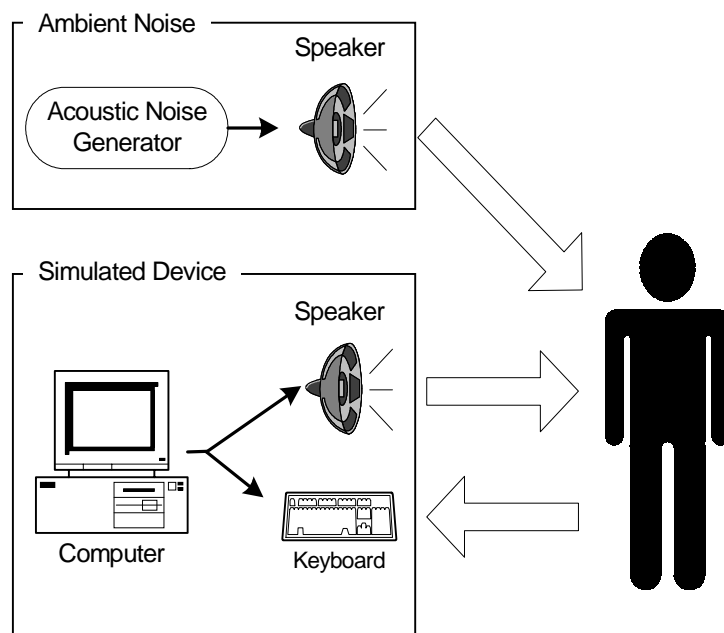 Ambient Noise
Speaker
Acoustic Noise
Generator
Simulated Device
Speaker
Computer
Keyboard